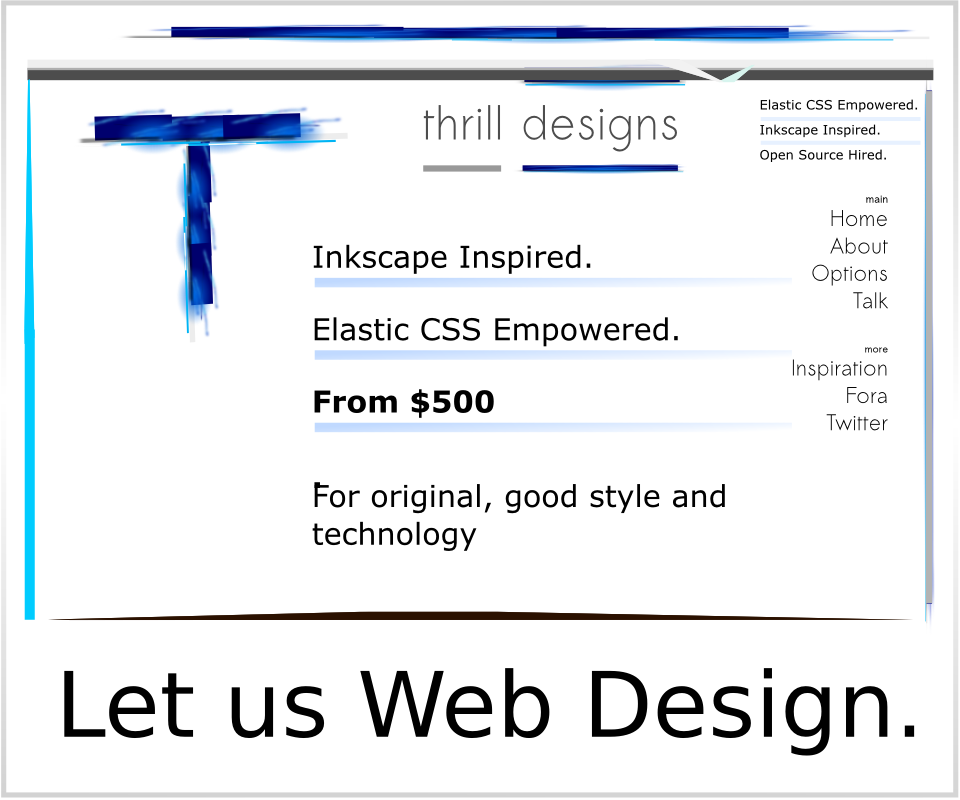 thrill designs
Elastic CSS Empowered.
Inkscape Inspired.
Open Source Hired.
main
Home
About
Options
Talk
more
Inspiration
Fora
Twitter
Inkscape Inspired.
Elastic CSS Empowered.
From $500
For original, good style and
technology
Let us Web Design.